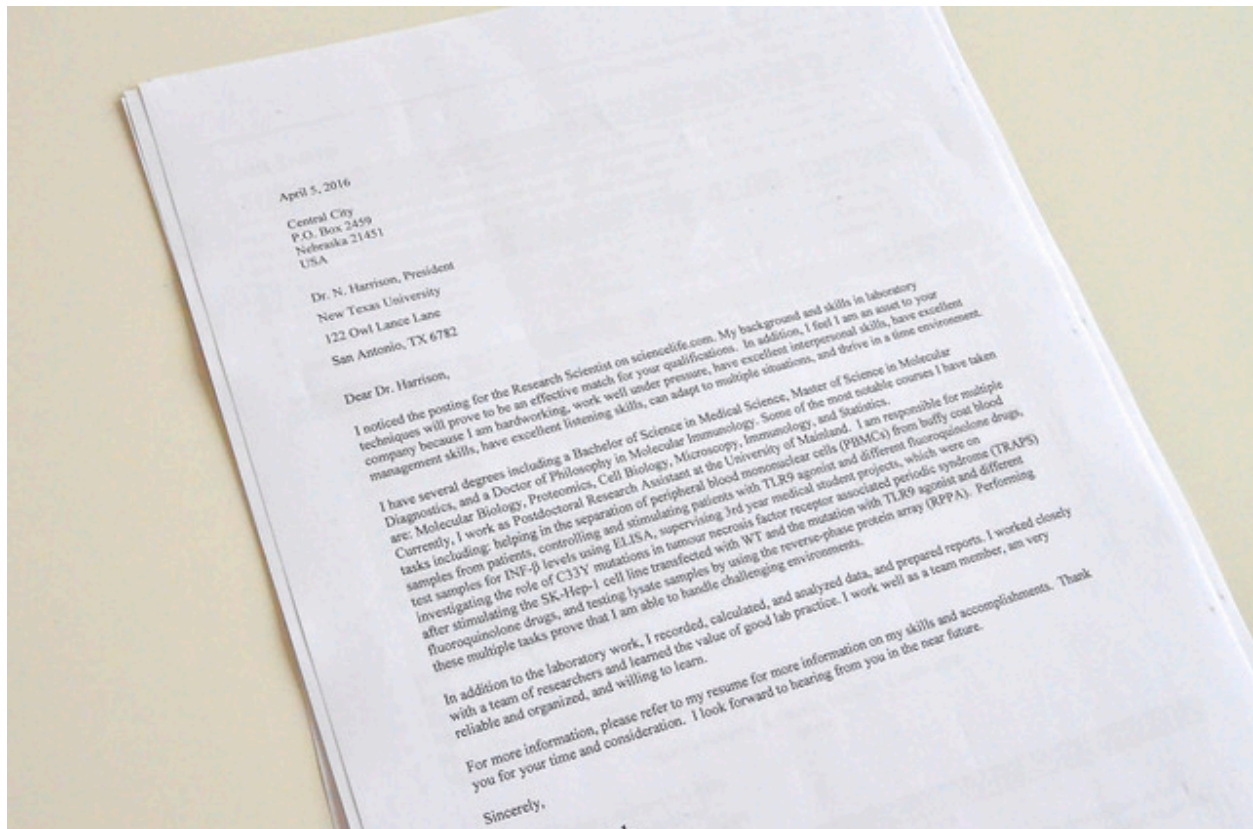 April 5, 2016
Central City
P.O. Box 2459
Nebraska 21451
USA
Dr. N. Harrison, President
New Texas University
122 Owl Lance Lane
San Antonio, TX 6782
Dear Dr. Harrison,
I noticed the posting for the Research Scientist on sciencelife.com. My background and skills in laboratory
techniques will prove to be an effective match for your qualifications. In addition, I feel I am an asset to your
company because I am hardworking, work well under pressure, have excellent interpersonal skills, have excellent
management skills, have excellent listening skills, can adapt to multiple situations, and thrive in a time environment.
I have several degrees including a Bachelor of Science in Medical Science, Master of Science in Molecular
Diagnostics, and a Doctor of Philosophy in Molecular Immunology. Some of the most notable courses I have taken
are: Molecular Biology, Proteomics, Cell Biology, Microscopy, Immunology, and Statistics.
Currently, I work as Postdoctoral Research Assistant at the University of Mainland. I am responsible for multiple
tasks including: helping in the separation of peripheral blood mononuclear cells (PBMCs) from buffy coat blood
samples from patients, controlling and stimulating patients with TLR9 agonist and different fluoroquinolone drugs,
test samples for INF-β levels using ELISA, supervising 3rd year medical student projects, which were on
investigating the role of C33Y mutations in tumour necrosis factor receptor associated periodic syndrome (TRAPS)
after stimulating the SK-Hep-1 cell line transfected with WT and the mutation with TLR9 agonist and different
fluoroquinolone drugs, and testing lysate samples by using the reverse-phase protein array (RPPA). Performing
these multiple tasks prove that I am able to handle challenging environments.
In addition to the laboratory work, I recorded, calculated, and analyzed data, and prepared reports. I worked closely
with a team of researchers and learned the value of good lab practice. I work well as a team member, am very
reliable and organized, and willing to learn.
For more information, please refer to my resume for more information on my skills and accomplishments. Thank
you for your time and consideration. I look forward to hearing from you in the near future.
Sincerely,